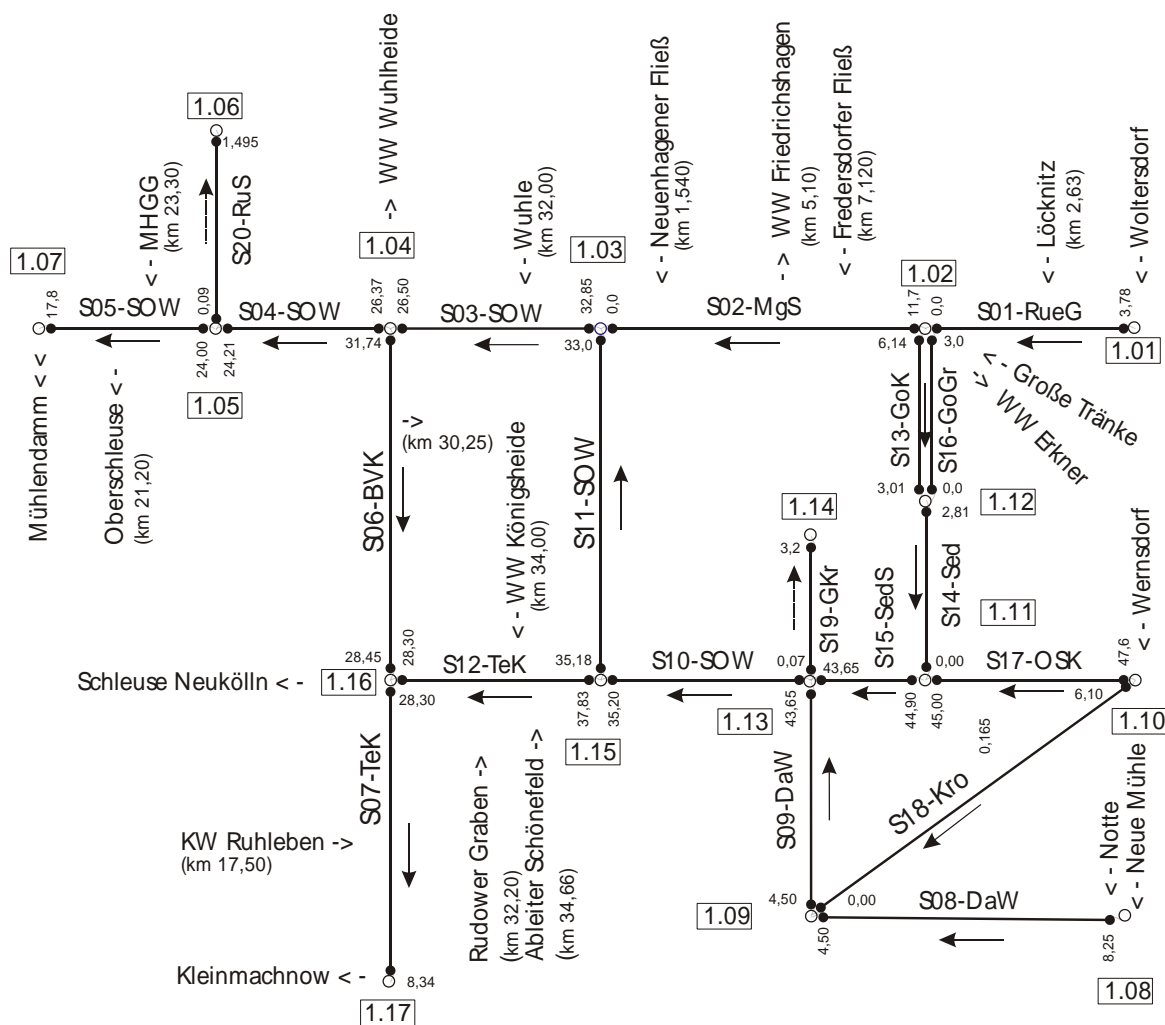 1.06
-> WW Wuhlheide
<- Neuenhagener Fließ
(km 1,540)
-> WW Friedrichshagen
(km 5,10)
<- Fredersdorfer Fließ
(km 7,120)
<- Löcknitz
(km 2,63)
<- Woltersdorf
1,495
<- MHGG
(km 23,30)
S20-RuS
<- Wuhle
(km 32,00)
1.07
1.04
1.03
1.02
17,8
S05-SOW
0,09
S04-SOW
26,37
26,50
S03-SOW
32,85
0,0
S02-MgS
11,7
0,0
S01-RueG
3,78
24,00
24,21
31,74
33,0
6,14
3,0
1.01
1.05
Mühlendamm < <
Oberschleuse < -
(km 21,20)
->
(km 30,25)
S06-BVK
<- WW Königsheide
(km 34,00)
S11-SOW
S13-GoK
S16-GoGr
<- Große Tränke
-> WW Erkner
3,01
0,0
1.12
2,81
1.14
3,2
S19-GKr
S15-SedS
S14-Sed
1.11
<- Wernsdorf
28,45
28,30
S12-TeK
35,18
S10-SOW
0,07
43,65
0,00
S17-OSK
47,6
Schleuse Neukölln < -
1.16
28,30
37,83
35,20
1.13
43,65
44,90
45,00
6,10
1.15
0,165
1.10
S07-TeK
Rudower Graben ->
(km 32,20)
Ableiter Schönefeld ->
(km 34,66)
S09-DaW
S18-Kro
<- Notte
<- Neue Mühle
KW Ruhleben ->
(km 17,50)
4,50
0,00
S08-DaW
1.09
4,50
8,25
Kleinmachnow < -
8,34
1.08
1.17